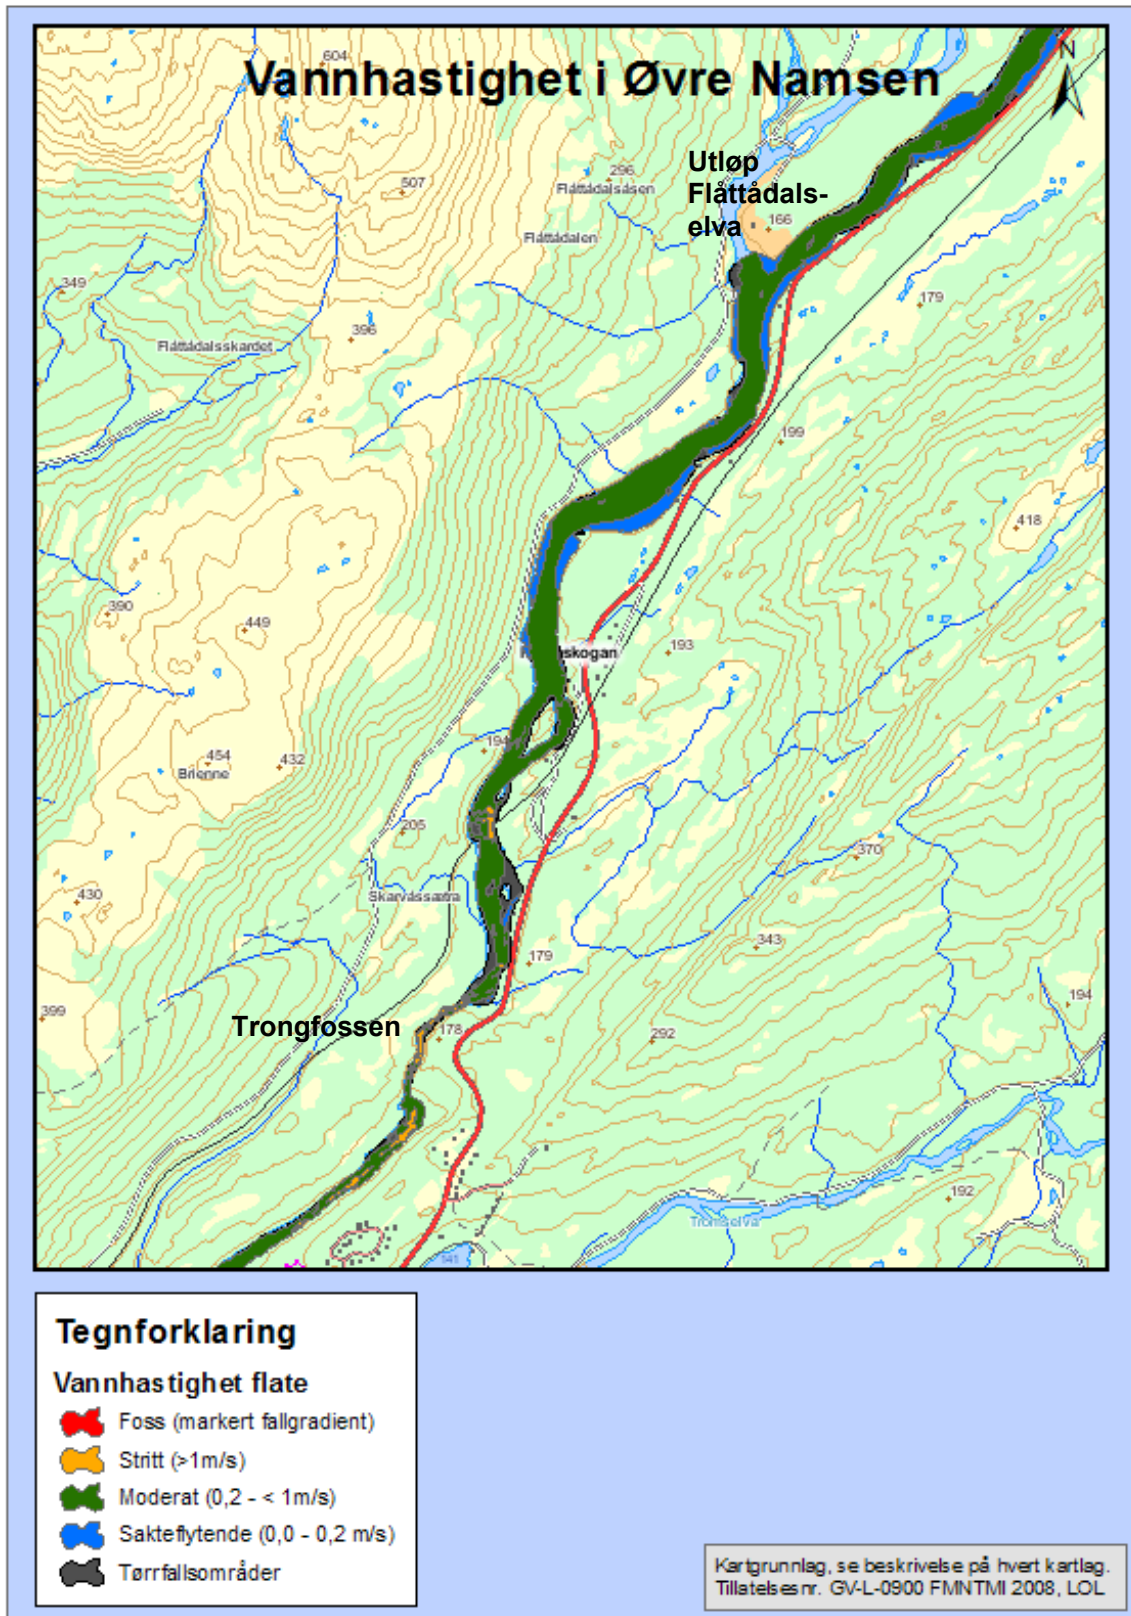 Vannhastighet i Øvre Namsen
N
604
Utløp
Flåttådals-
elva
296
Flåttådalsåsen
507
166
Flåttådalen
349
179
396
Flåttådalsskardet
199
418
390
449
193
skogan
194
454
432
Brienne
205
370
430
Skarvåssætra
343
179
194
399
Trongfossen
178
292
192
Tromselva
141
Tegnforklaring
Vannhastighet flate
Foss (markert fallgradient)
Stritt (>1m/s)
Moderat (0,2 - < 1m/s)
Sakteflytende (0,0 - 0,2 m/s)
Tørrfallsområder
Kartgrunnlag, se beskrivelse på hvert kartlag.
Tillatelsesnr. GV-L-0900 FMNTMI 2008, LOL